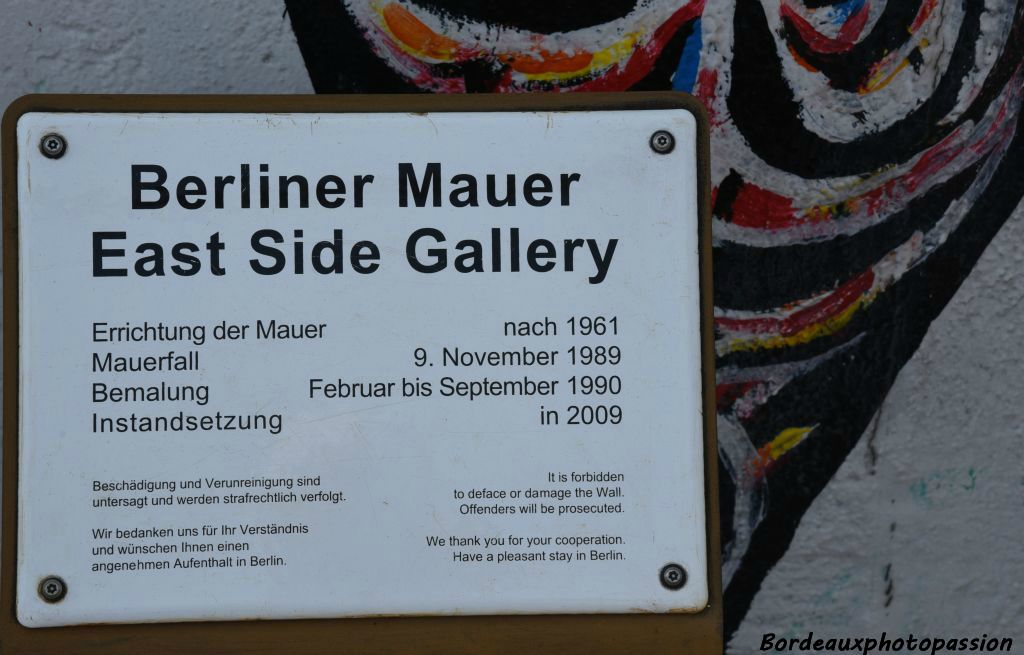 Berliner Mauer
East Side Gallery
Errichtung der Mauer nach 1961
Mauerfall 9. November 1989
Bemalung Februar bis September 1990
Instandsetzung in 2009
Beschädigung und Verunreinigung sind
untersagt und werden strafrechtlich verfolgt.
Wir bedanken uns für Ihr Verständnis
und wünschen Ihnen einen
angenehmen Aufenthalt in Berlin.
It is forbidden
to deface or damage the Wall.
Offenders will be prosecuted.
We thank you for your cooperation.
Have a pleasant stay in Berlin.
Bordeauxphotopassion